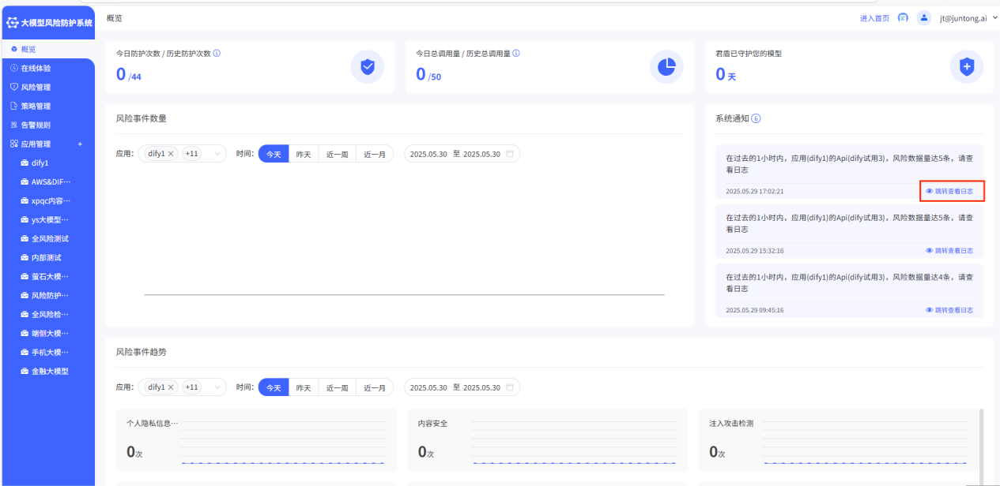 大模型风险防护系统
概览
进入首页
jt@juntong.ai
概览
在线体验
风险管理
策略管理
告警规则
应用管理 +
dify1
AWS&DIF···
xpqc内容···
ys大模型···
全风险测试
内部测试
萤石大模···
风险防护···
全风险检···
端侧大模···
手机大模···
金融大模型
今日防护次数 / 历史防护次数
0 /44
今日总调用量 / 历史总调用量
0 /50
君盾已守护您的模型
0 天
风险事件数量
应用: dify1 × +11 时间: 今天 昨天 近一周 近一月 2025.05.30 至 2025.05.30
系统通知 6
在过去的1小时内，应用(dify1)的Api(dify试用3)，风险数据量达5条，请查
看日志
2025.05.29 17:02:21 跳转查看日志
在过去的1小时内，应用(dify1)的Api(dify试用3)，风险数据量达5条，请查
看日志
2025.05.29 15:32:16 跳转查看日志
在过去的1小时内，应用(dify1)的Api(dify试用3)，风险数据量达4条，请查
看日志
2025.05.29 09:45:16 跳转查看日志
风险事件趋势
应用: dify1 × +11 时间: 今天 昨天 近一周 近一月 2025.05.30 至 2025.05.30
个人隐私信息···
0次
内容安全
0次
注入攻击检测
0次